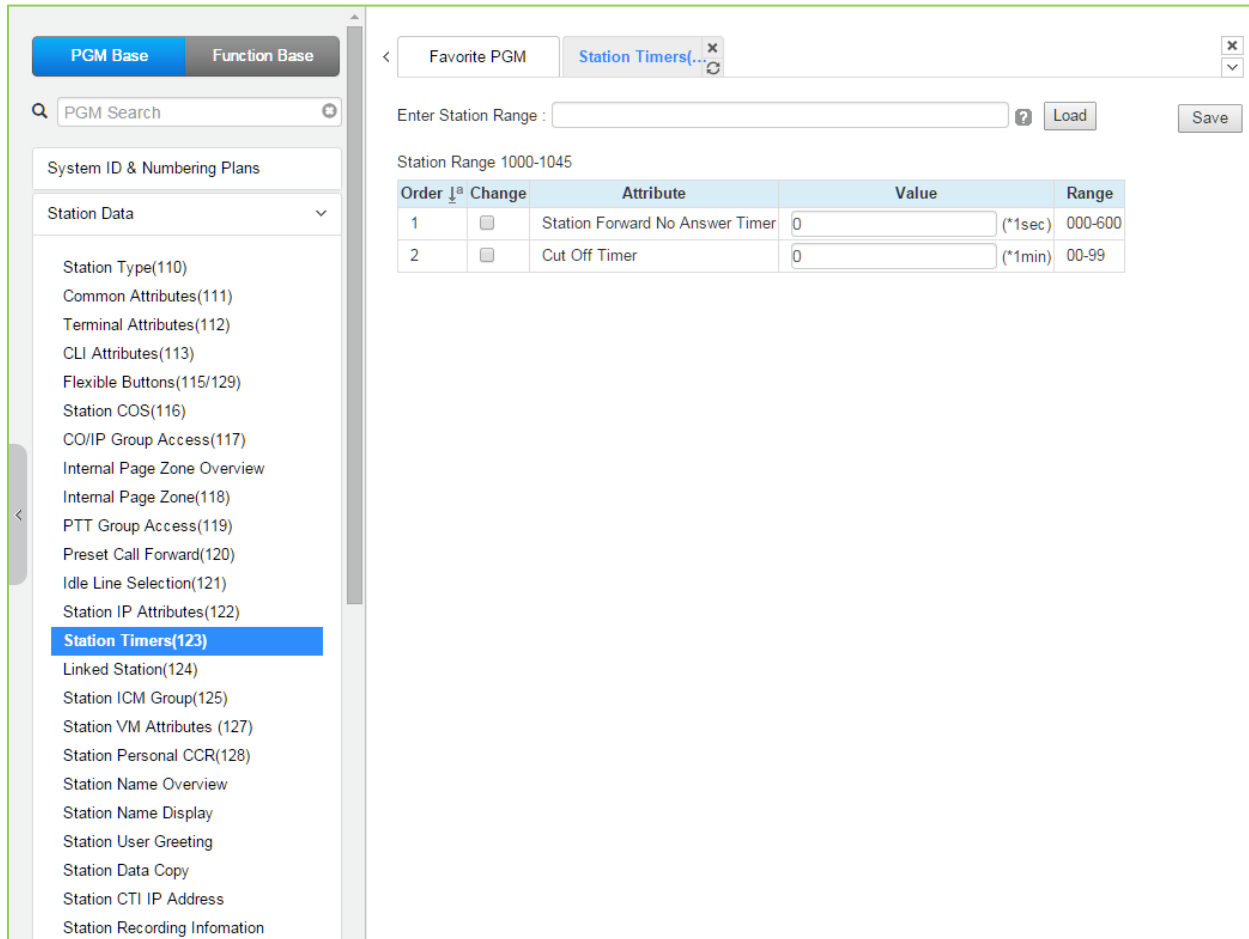 PGM Base Function Base
PGM Search
System ID & Numbering Plans
Station Data
Station Type(110)
Common Attributes(111)
Terminal Attributes(112)
CLI Attributes(113)
Flexible Buttons(115/129)
Station COS(116)
CO/IP Group Access(117)
Internal Page Zone Overview
Internal Page Zone(118)
PTT Group Access(119)
Preset Call Forward(120)
Idle Line Selection(121)
Station IP Attributes(122)
Station Timers(123)
Linked Station(124)
Station ICM Group(125)
Station VM Attributes (127)
Station Personal CCR(128)
Station Name Overview
Station Name Display
Station User Greeting
Station Data Copy
Station CTI IP Address
Station Recording Infomation
Favorite PGM Station Timers(...
Enter Station Range : ? Load Save
Station Range 1000-1045
Order Change Attribute Value Range
1 Station Forward No Answer Timer 0 (*1sec) 000-600
2 Cut Off Timer 0 (*1min) 00-99